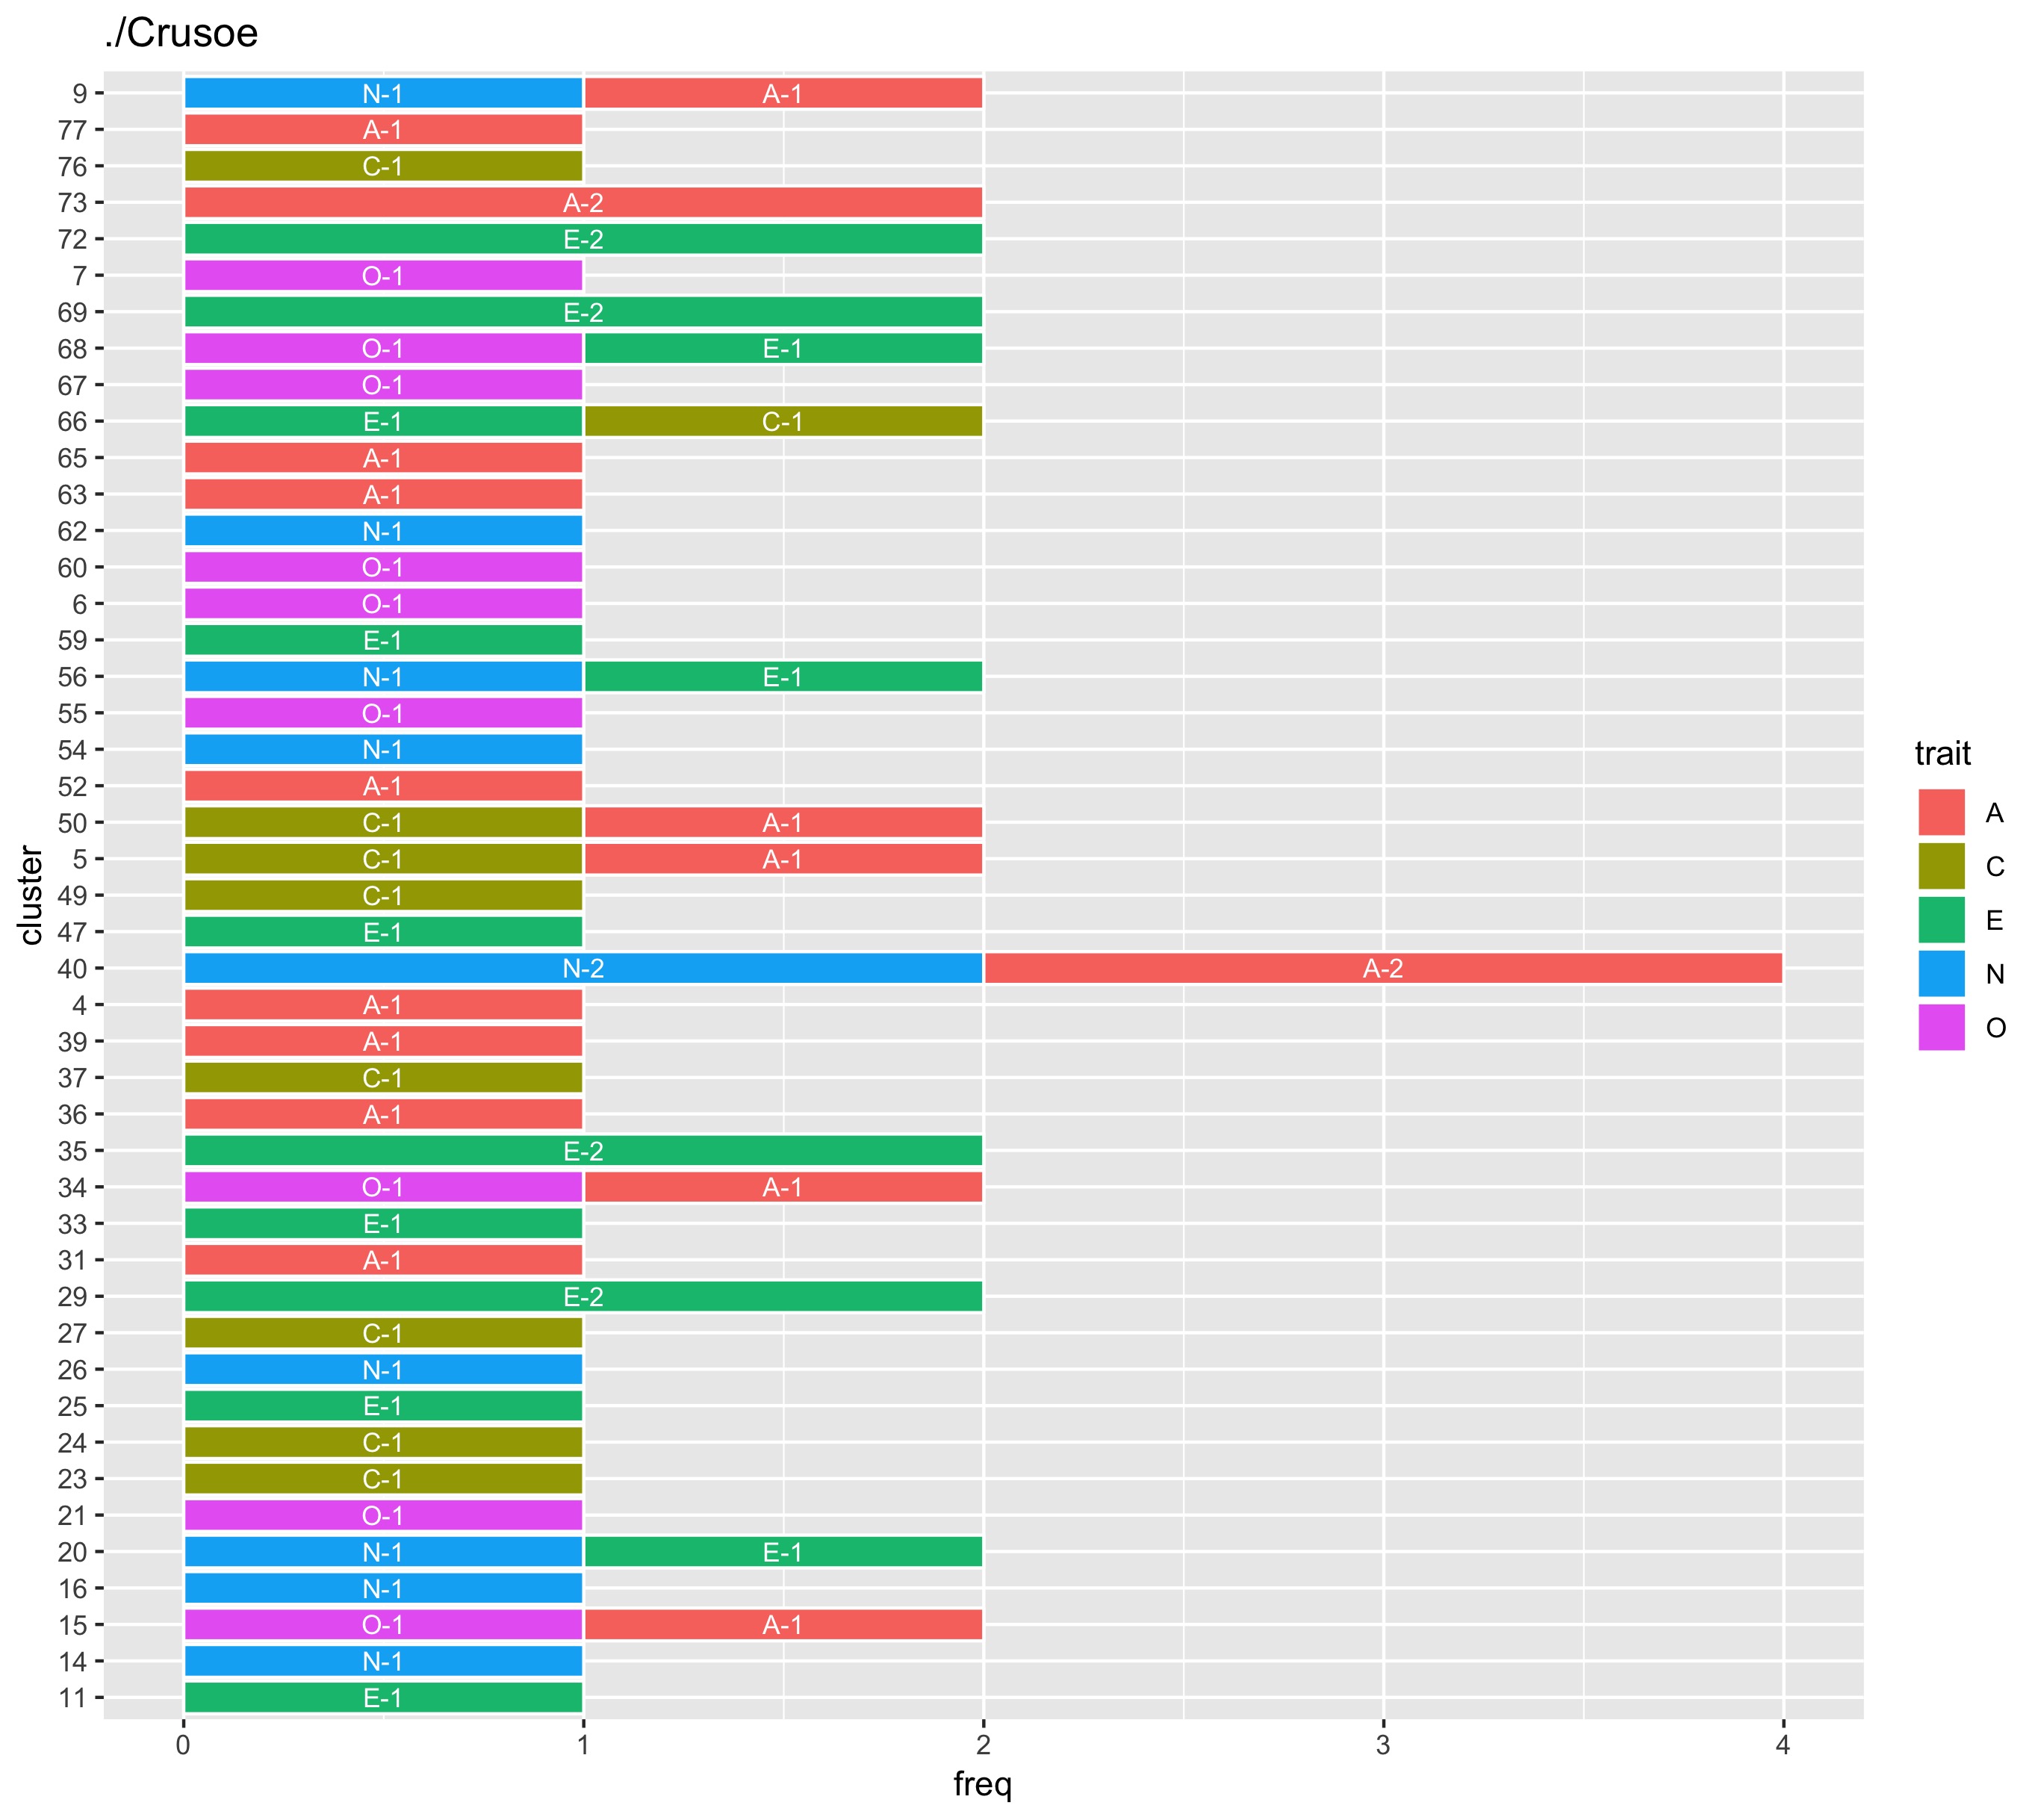 ./Crusoe
9 N-1 A-1
77 A-1
76 C-1
73 A-2
72 E-2
7 O-1
69 E-2
68 O-1 E-1
67 O-1
66 E-1 C-1
65 A-1
63 A-1
62 N-1
60 O-1
6 O-1
59 E-1
56 N-1 E-1
55 O-1
54 N-1
52 A-1
50 C-1 A-1
5 C-1 A-1
49 C-1
47 E-1
40 N-2 A-2
4 A-1
39 A-1
37 C-1
36 A-1
35 E-2
34 O-1 A-1
33 E-1
31 A-1
29 E-2
27 C-1
26 N-1
25 E-1
24 C-1
23 C-1
21 O-1
20 N-1 E-1
16 N-1
15 O-1 A-1
14 N-1
11 E-1
0 1 2 3 4
freq
cluster
trait
A
C
E
N
O